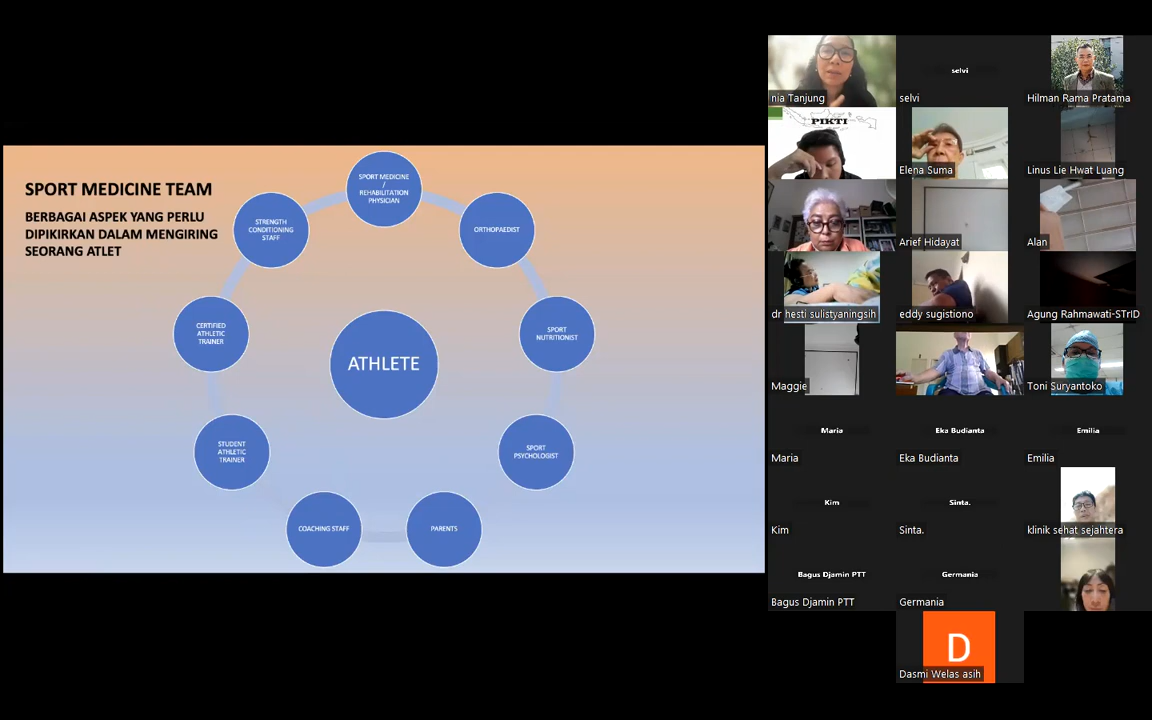 SPORT MEDICINE TEAM
BERBAGAI ASPEK YANG PERLU
DIPIKIRKAN DALAM MENGIRING
SEORANG ATLET
SPORT MEDICINE
/
REHABILITATION
PHYSICIAN
ORTHOPAEDIST
SPORT
NUTRITIONIST
SPORT
PSYCHOLOGIST
PARENTS
COACHING STAFF
STUDENT
ATHLETIC
TRAINER
CERTIFIED
ATHLETIC
TRAINER
STRENGTH
CONDITIONING
STAFF
ATHLETE
nia Tanjung
selvi
selvi
Hilman Rama Pratama
PIKTI
Elena Suma
Linus Lie Hwat Luang
Arief Hidayat
Alan
dr hesti sulistyaningsih
eddy sugistiono
Agung Rahmawati-STrID
Maggie
Toni Suryantoko
Maria
Maria
Eka Budianta
Eka Budianta
Emilia
Emilia
Kim
Kim
Sinta.
Sinta.
klinik sehat sejahtera
Bagus Djamin PTT
Bagus Djamin PTT
Germania
Germania
D
Dasmi Welas asih